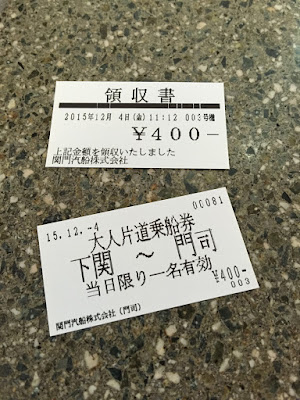 領収書
2015年12月 4日(金)11:12 003号機
￥400-
上記金額を領収いたしました
関門汽船株式会社
00081
15.12.-4
大人片道乗船券
下関 ～ 門司
当日限り一名有効
¥400-
003
関門汽船株式会社(門司)